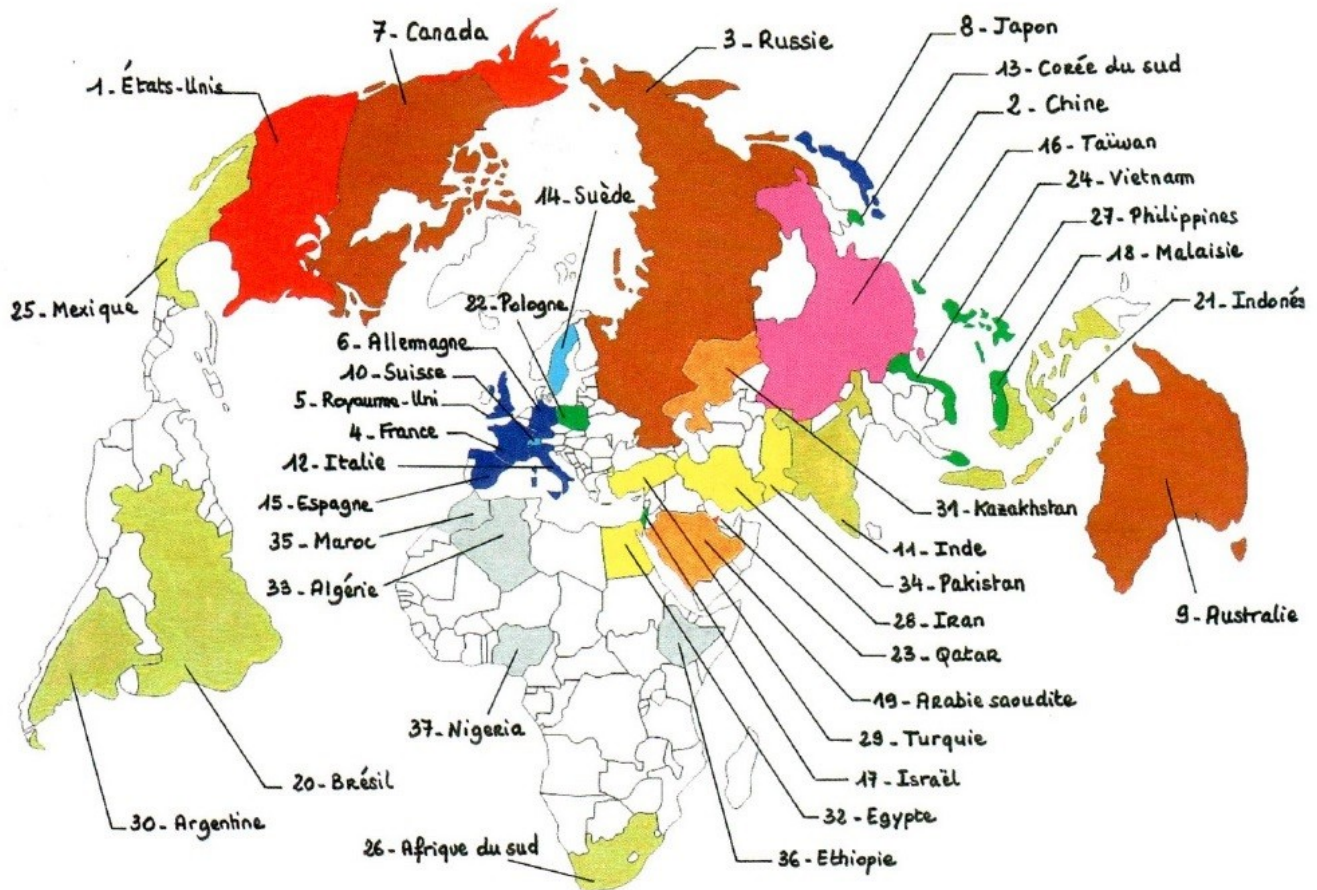 7- Canada
3- Russie
8- Japon
1- États-Unis
13- Corée du sud
2- Chine
16- Taïwan
24- Vietnam
14- Suède
27- Philippines
18- Malaisie
25- Mexique
22- Pologne
21- Indonés
6- Allemagne
10- Suisse
5- Royaume-Uni
4- France
12- Italie
15- Espagne
31- Kazakhstan
35- Maroc
11- Inde
33- Algérie
34- Pakistan
9- Australie
28- Iran
23- Qatar
19- Arabie saoudite
37- Nigeria
29- Turquie
20- Brésil
17- Israël
30- Argentine
32- Egypte
26- Afrique du sud
36- Ethiopie